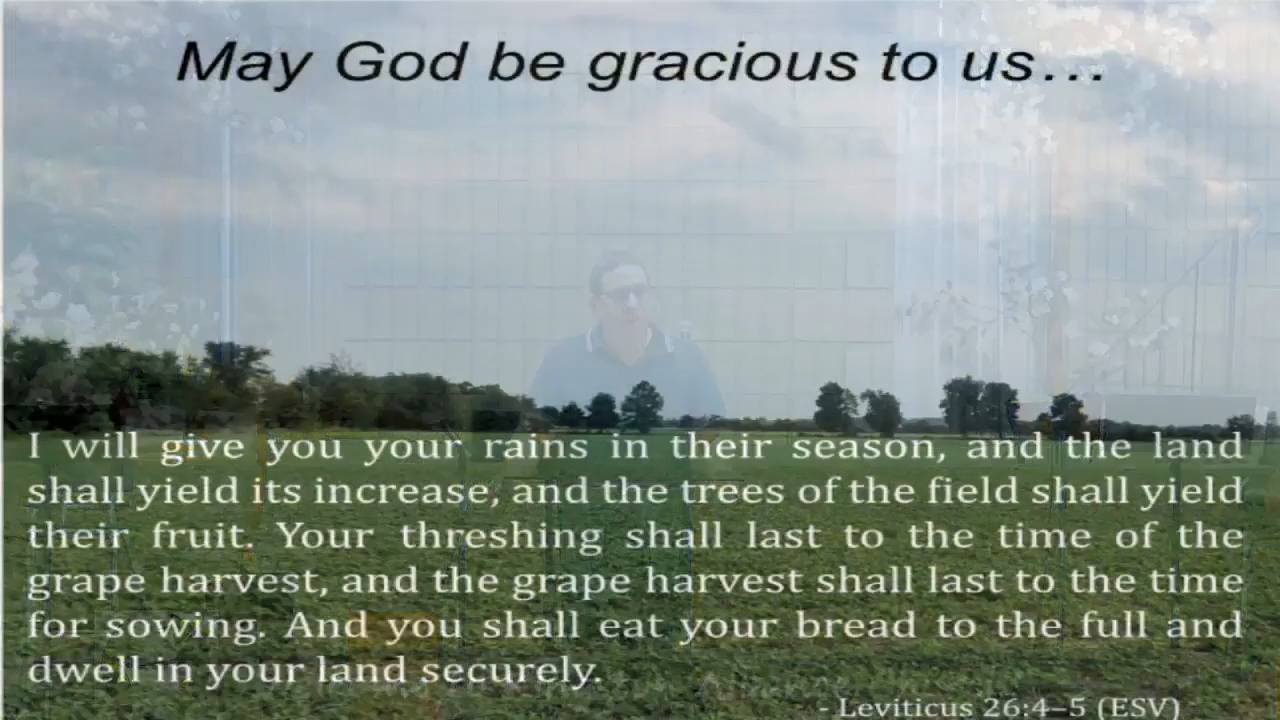 May God be gracious to us…
I will give you your rains in their season, and the land
shall yield its increase, and the trees of the field shall yield
their fruit. Your threshing shall last to the time of the
grape harvest, and the grape harvest shall last to the time
for sowing. And you shall eat your bread to the full and
dwell in your land securely.
- Leviticus 26:4–5 (ESV)